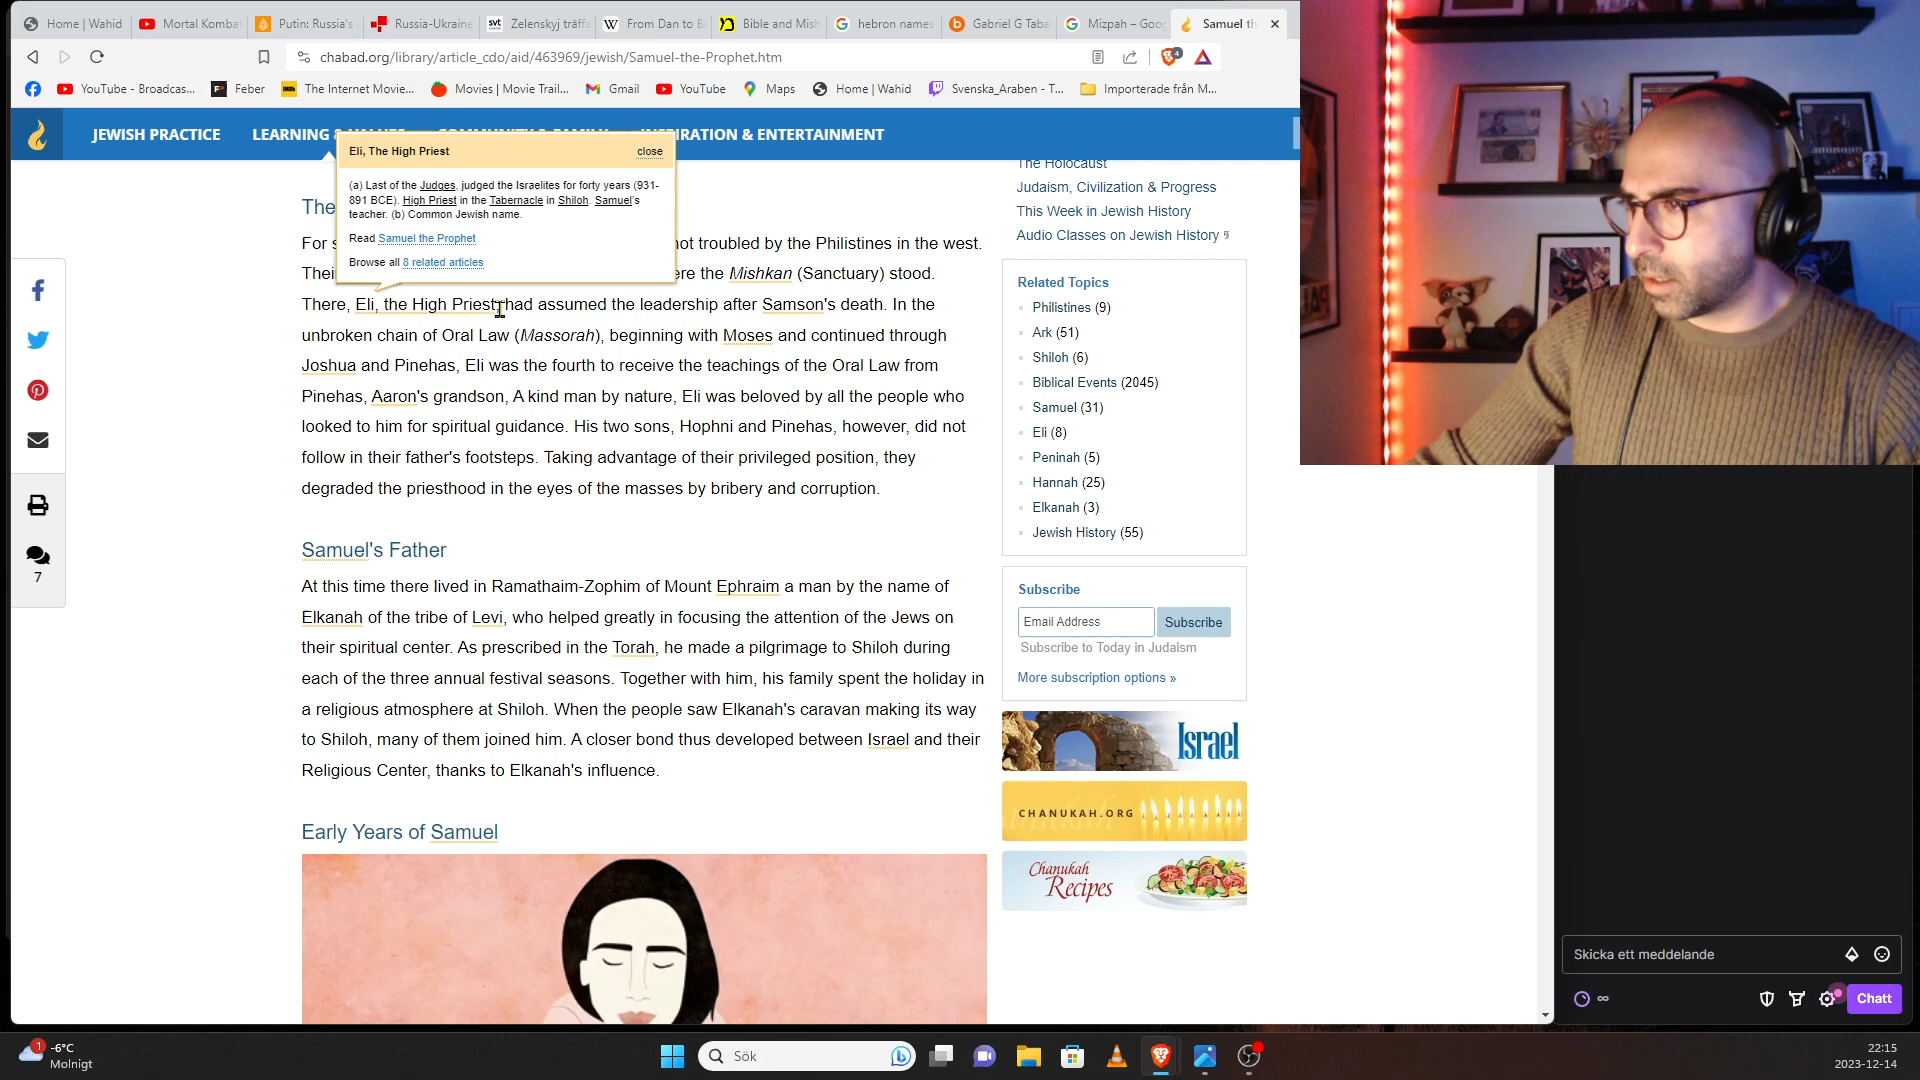 Home | Wahid
Mortal Kombat
Putin: Russia's
Russia-Ukraine
Zelenskyj träffa
From Dan to B
Bible and Mish
hebron names
Gabriel G Taba
Mizpah – Goo
Samuel th
chabad.org/library/article_cdo/aid/463969/jewish/Samuel-the-Prophet.htm
4
YouTube - Broadcas...
Feber
The Internet Movie...
Movies | Movie Trail...
Gmail
YouTube
Maps
Home | Wahid
Svenska_Araben - T...
Importerade från M...
JEWISH PRACTICE
LEARNING & VALUES
COMMUNITY & FAMILY
INSPIRATION & ENTERTAINMENT
Eli, The High Priest
close
(a) Last of the Judges, judged the Israelites for forty years (931-
891 BCE). High Priest in the Tabernacle in Shiloh. Samuel's
teacher. (b) Common Jewish name.
Read Samuel the Prophet
Browse all 8 related articles
The
For s
not troubled by the Philistines in the west.
Thei
ere the Mishkan (Sanctuary) stood.
There, Eli, the High Priest, had assumed the leadership after Samson's death. In the
unbroken chain of Oral Law (Massorah), beginning with Moses and continued through
Joshua and Pinehas, Eli was the fourth to receive the teachings of the Oral Law from
Pinehas, Aaron's grandson, A kind man by nature, Eli was beloved by all the people who
looked to him for spiritual guidance. His two sons, Hophni and Pinehas, however, did not
follow in their father's footsteps. Taking advantage of their privileged position, they
degraded the priesthood in the eyes of the masses by bribery and corruption.
Samuel's Father
At this time there lived in Ramathaim-Zophim of Mount Ephraim a man by the name of
Elkanah of the tribe of Levi, who helped greatly in focusing the attention of the Jews on
their spiritual center. As prescribed in the Torah, he made a pilgrimage to Shiloh during
each of the three annual festival seasons. Together with him, his family spent the holiday in
a religious atmosphere at Shiloh. When the people saw Elkanah's caravan making its way
to Shiloh, many of them joined him. A closer bond thus developed between Israel and their
Religious Center, thanks to Elkanah's influence.
Early Years of Samuel
7
The Holocaust
Judaism, Civilization & Progress
This Week in Jewish History
Audio Classes on Jewish History
Related Topics
Philistines (9)
Ark (51)
Shiloh (6)
Biblical Events (2045)
Samuel (31)
Eli (8)
Peninah (5)
Hannah (25)
Elkanah (3)
Jewish History (55)
Subscribe
Email Address
Subscribe
Subscribe to Today in Judaism
More subscription options »
Israel
CHANUKAH.ORG
Chanukah
Recipes
Skicka ett meddelande
∞
Chatt
1
-6°C
Molnigt
Sök
22:15
2023-12-14